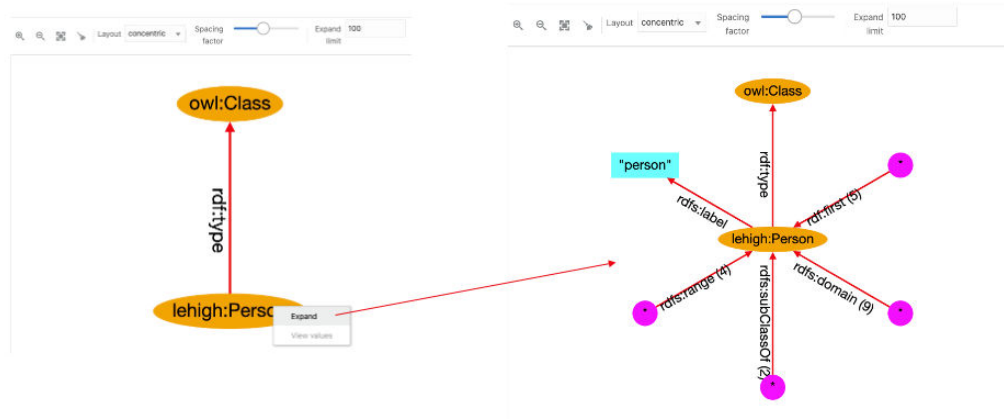 Layout concentric Spacing factor Expand limit 100
owl:Class
rdf:type
lehigh:Perso
Expand
View values
Layout concentric Spacing factor Expand limit 100
owl:Class
"person"
rdf:type
*
rdfs:label
rdf:first (5)
lehigh:Person
rdfs:range (4)
rdfs:subClassOf (2)
rdfs:domain (9)
*
*
*